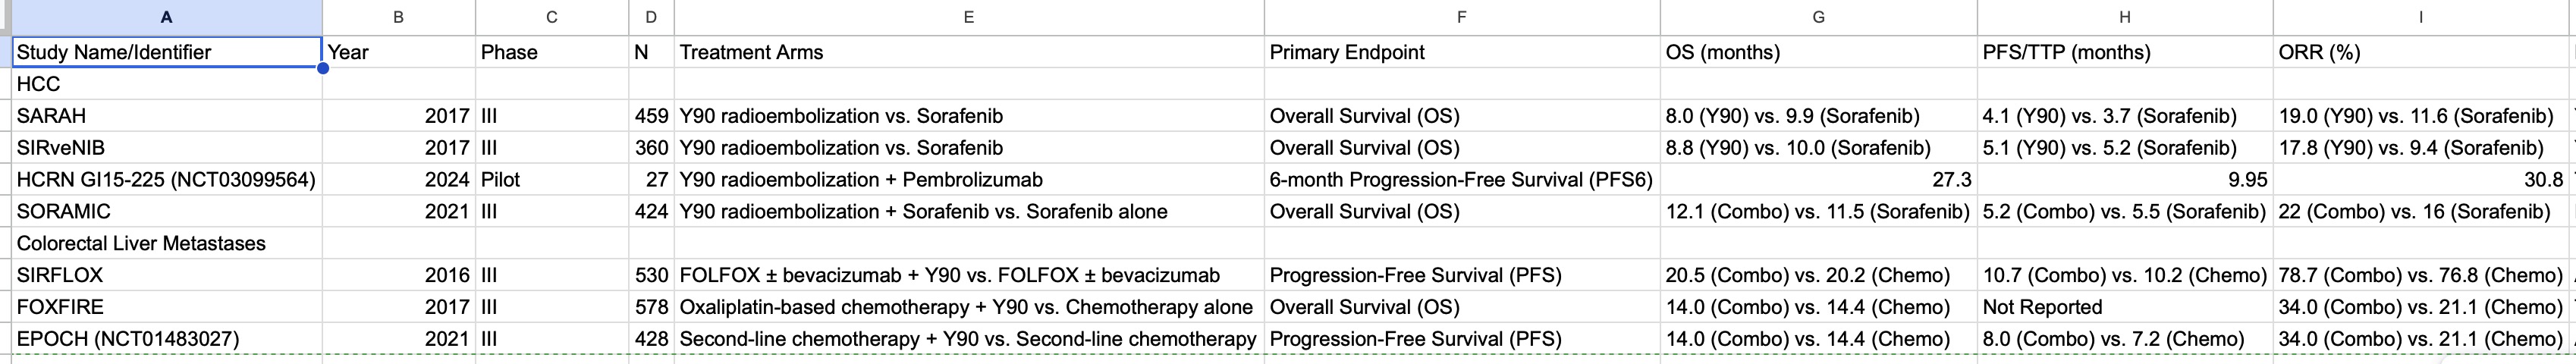 A B C D E F G H I
Study Name/Identifier Year Phase N Treatment Arms Primary Endpoint OS (months) PFS/TTP (months) ORR (%)
HCC
SARAH 2017 III 459 Y90 radioembolization vs. Sorafenib Overall Survival (OS) 8.0 (Y90) vs. 9.9 (Sorafenib) 4.1 (Y90) vs. 3.7 (Sorafenib) 19.0 (Y90) vs. 11.6 (Sorafenib)
SIRveNIB 2017 III 360 Y90 radioembolization vs. Sorafenib Overall Survival (OS) 8.8 (Y90) vs. 10.0 (Sorafenib) 5.1 (Y90) vs. 5.2 (Sorafenib) 17.8 (Y90) vs. 9.4 (Sorafenib)
HCRN GI15-225 (NCT03099564) 2024 Pilot 27 Y90 radioembolization + Pembrolizumab 6-month Progression-Free Survival (PFS6) 27.3 9.95 30.8
SORAMIC 2021 III 424 Y90 radioembolization + Sorafenib vs. Sorafenib alone Overall Survival (OS) 12.1 (Combo) vs. 11.5 (Sorafenib) 5.2 (Combo) vs. 5.5 (Sorafenib) 22 (Combo) vs. 16 (Sorafenib)
Colorectal Liver Metastases
SIRFLOX 2016 III 530 FOLFOX ± bevacizumab + Y90 vs. FOLFOX ± bevacizumab Progression-Free Survival (PFS) 20.5 (Combo) vs. 20.2 (Chemo) 10.7 (Combo) vs. 10.2 (Chemo) 78.7 (Combo) vs. 76.8 (Chemo)
FOXFIRE 2017 III 578 Oxaliplatin-based chemotherapy + Y90 vs. Chemotherapy alone Overall Survival (OS) 14.0 (Combo) vs. 14.4 (Chemo) Not Reported 34.0 (Combo) vs. 21.1 (Chemo)
EPOCH (NCT01483027) 2021 III 428 Second-line chemotherapy + Y90 vs. Second-line chemotherapy Progression-Free Survival (PFS) 14.0 (Combo) vs. 14.4 (Chemo) 8.0 (Combo) vs. 7.2 (Chemo) 34.0 (Combo) vs. 21.1 (Chemo)